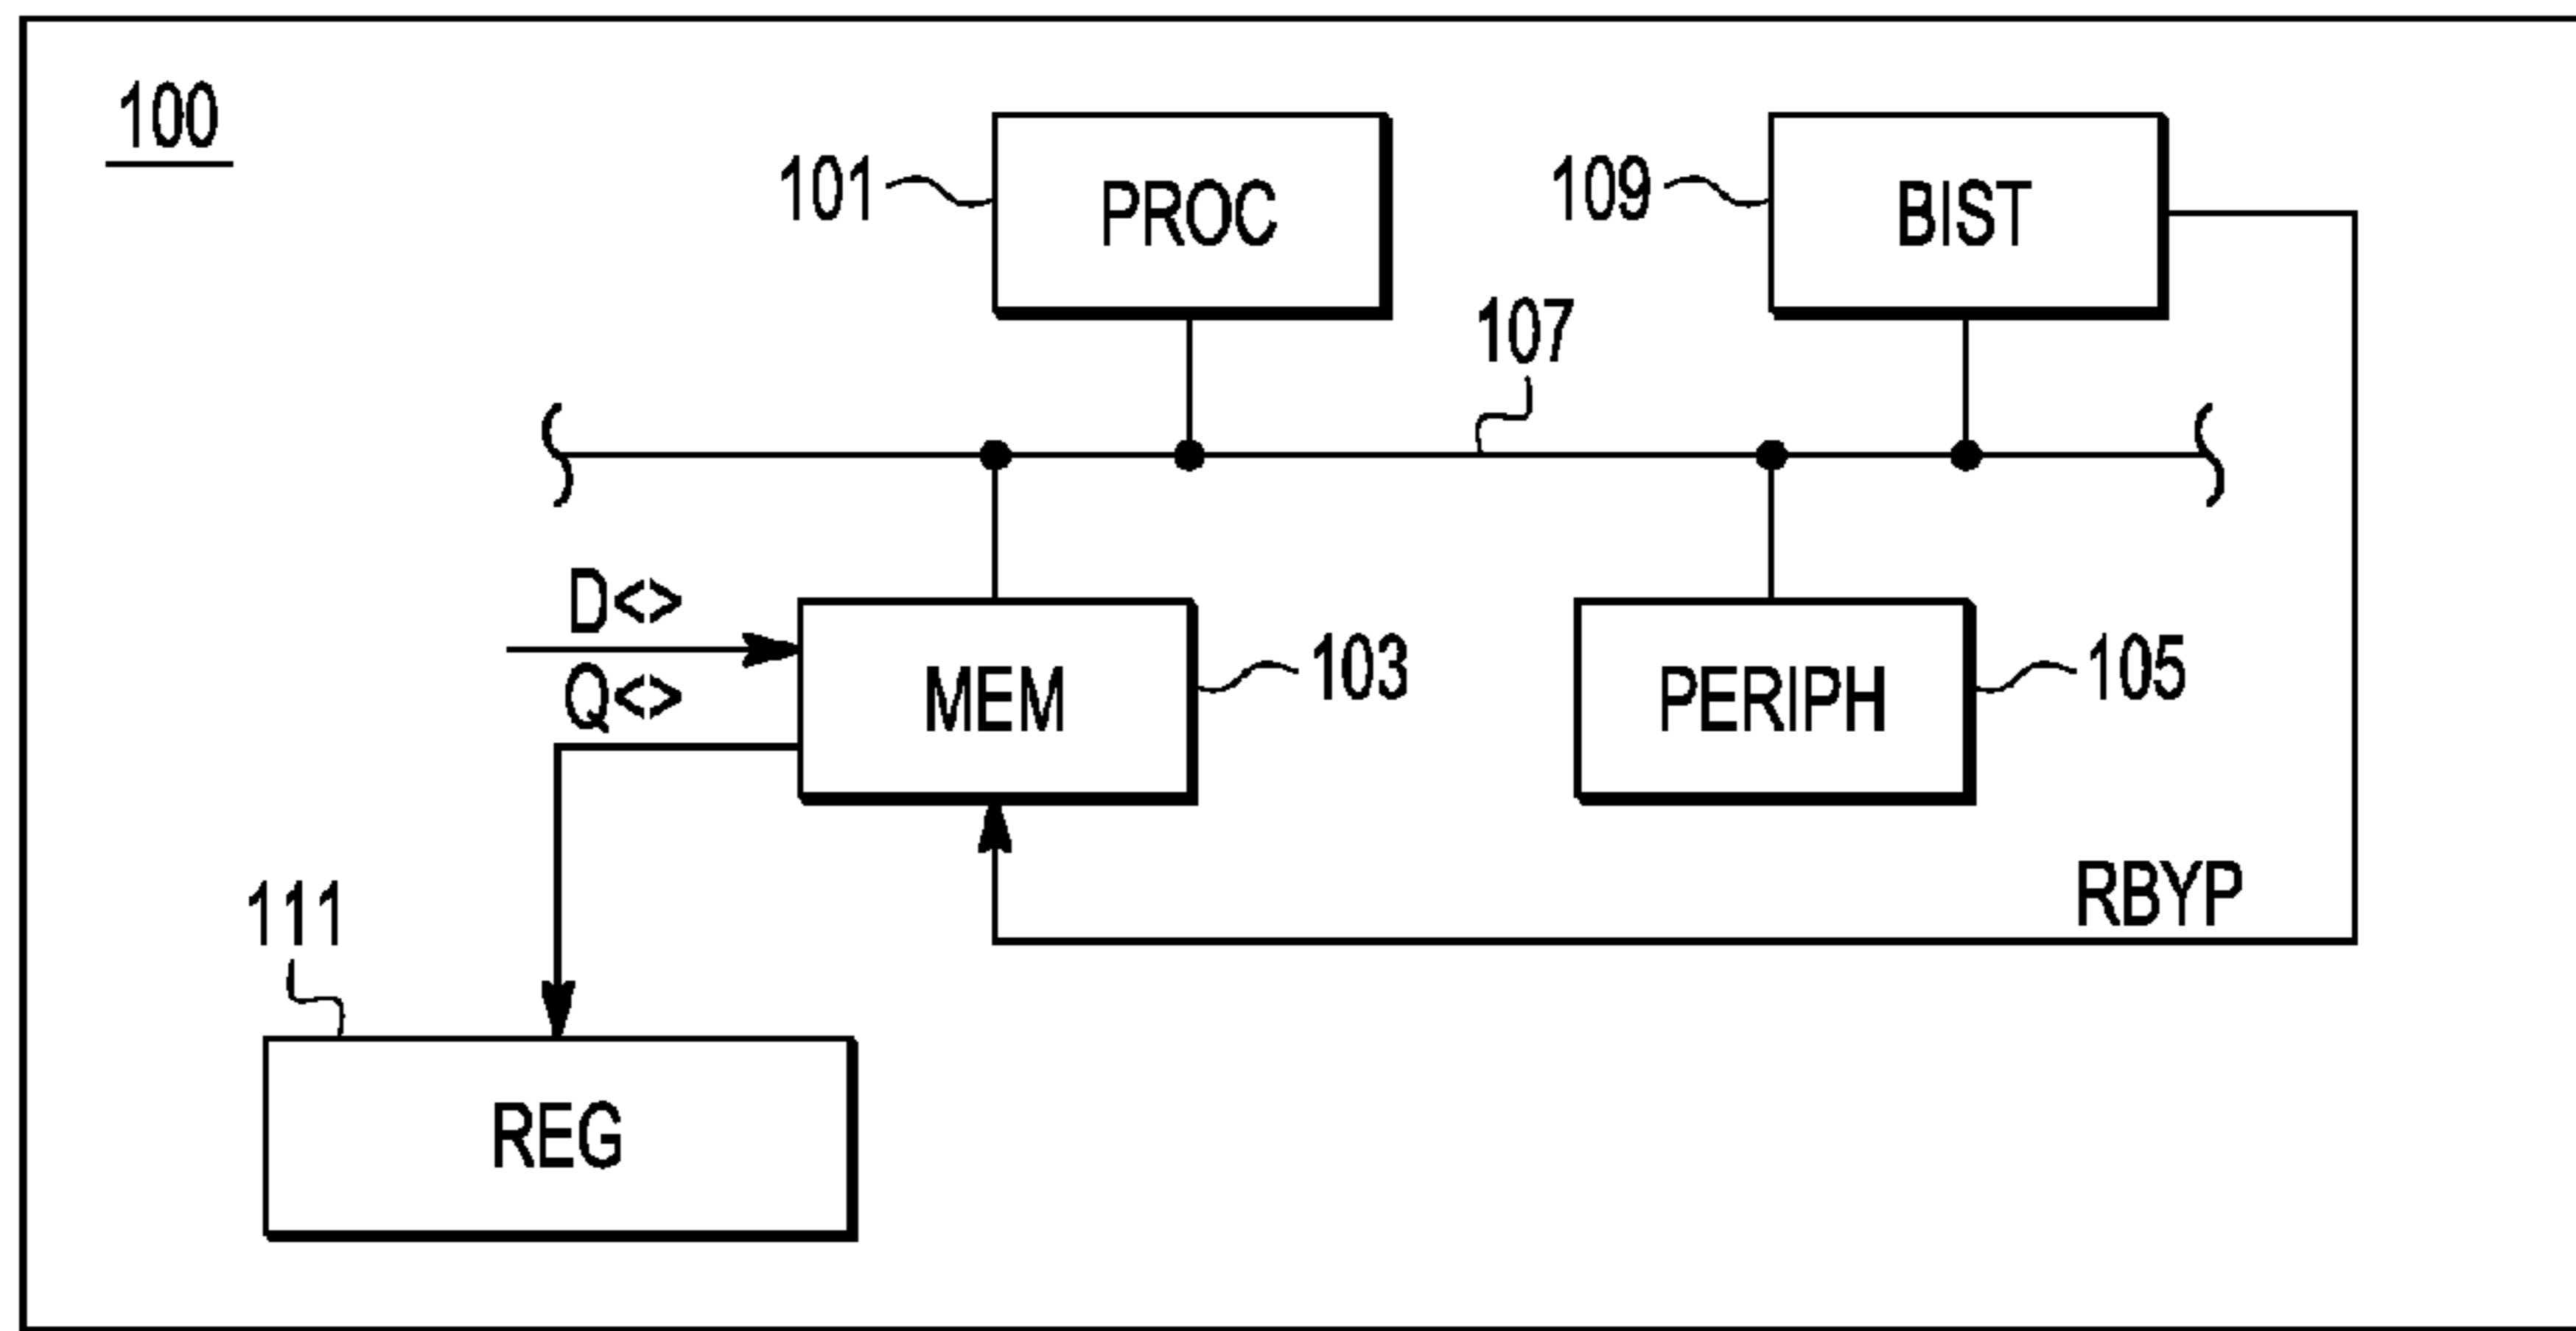 100
101
PROC
109
BIST
107
D<>
Q<>
MEM
103
PERIPH
105
RBYP
111
REG